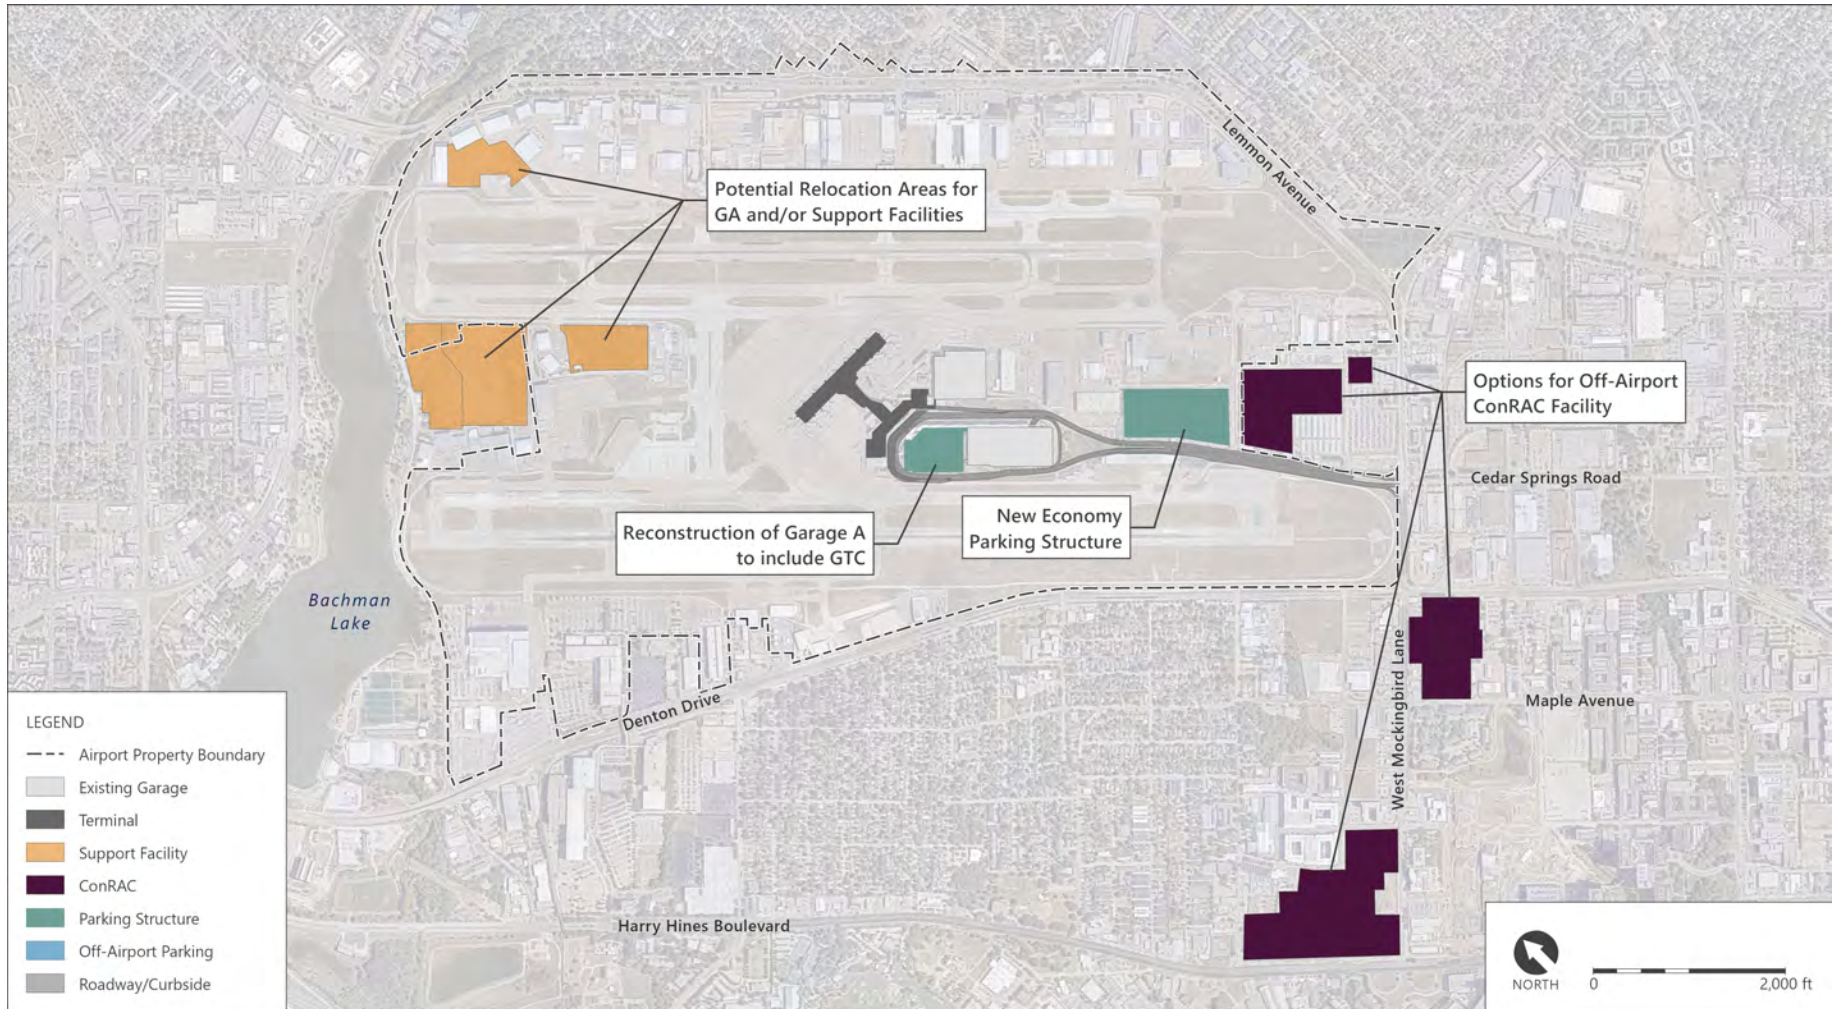 Lemmon Avenue
Potential Relocation Areas for
GA and/or Support Facilities
Options for Off-Airport
ConRAC Facility
Cedar Springs Road
New Economy
Parking Structure
Reconstruction of Garage A
to include GTC
Bachman
Lake
West Mockingbird Lane
Maple Avenue
Denton Drive
Harry Hines Boulevard
LEGEND
Airport Property Boundary
Existing Garage
Terminal
Support Facility
ConRAC
Parking Structure
Off-Airport Parking
Roadway/Curbside
NORTH
0
2,000 ft